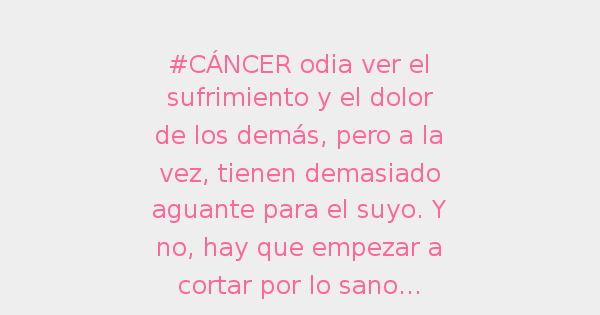 #CÁNCER odia ver el
sufrimiento y el dolor
de los demás, pero a la
vez, tienen demasiado
aguante para el suyo. Y
no, hay que empezar a
cortar por lo sano...